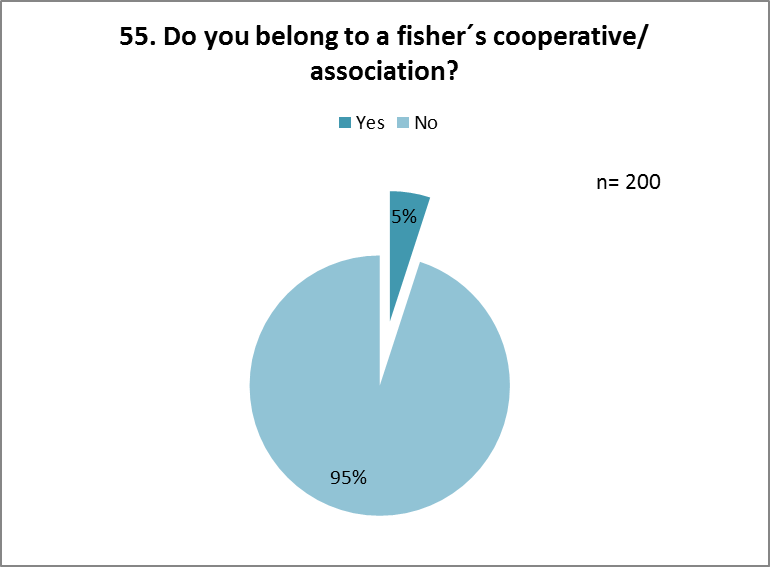 55. Do you belong to a fisher´s cooperative/
association?
Yes No
n= 200
5%
95%